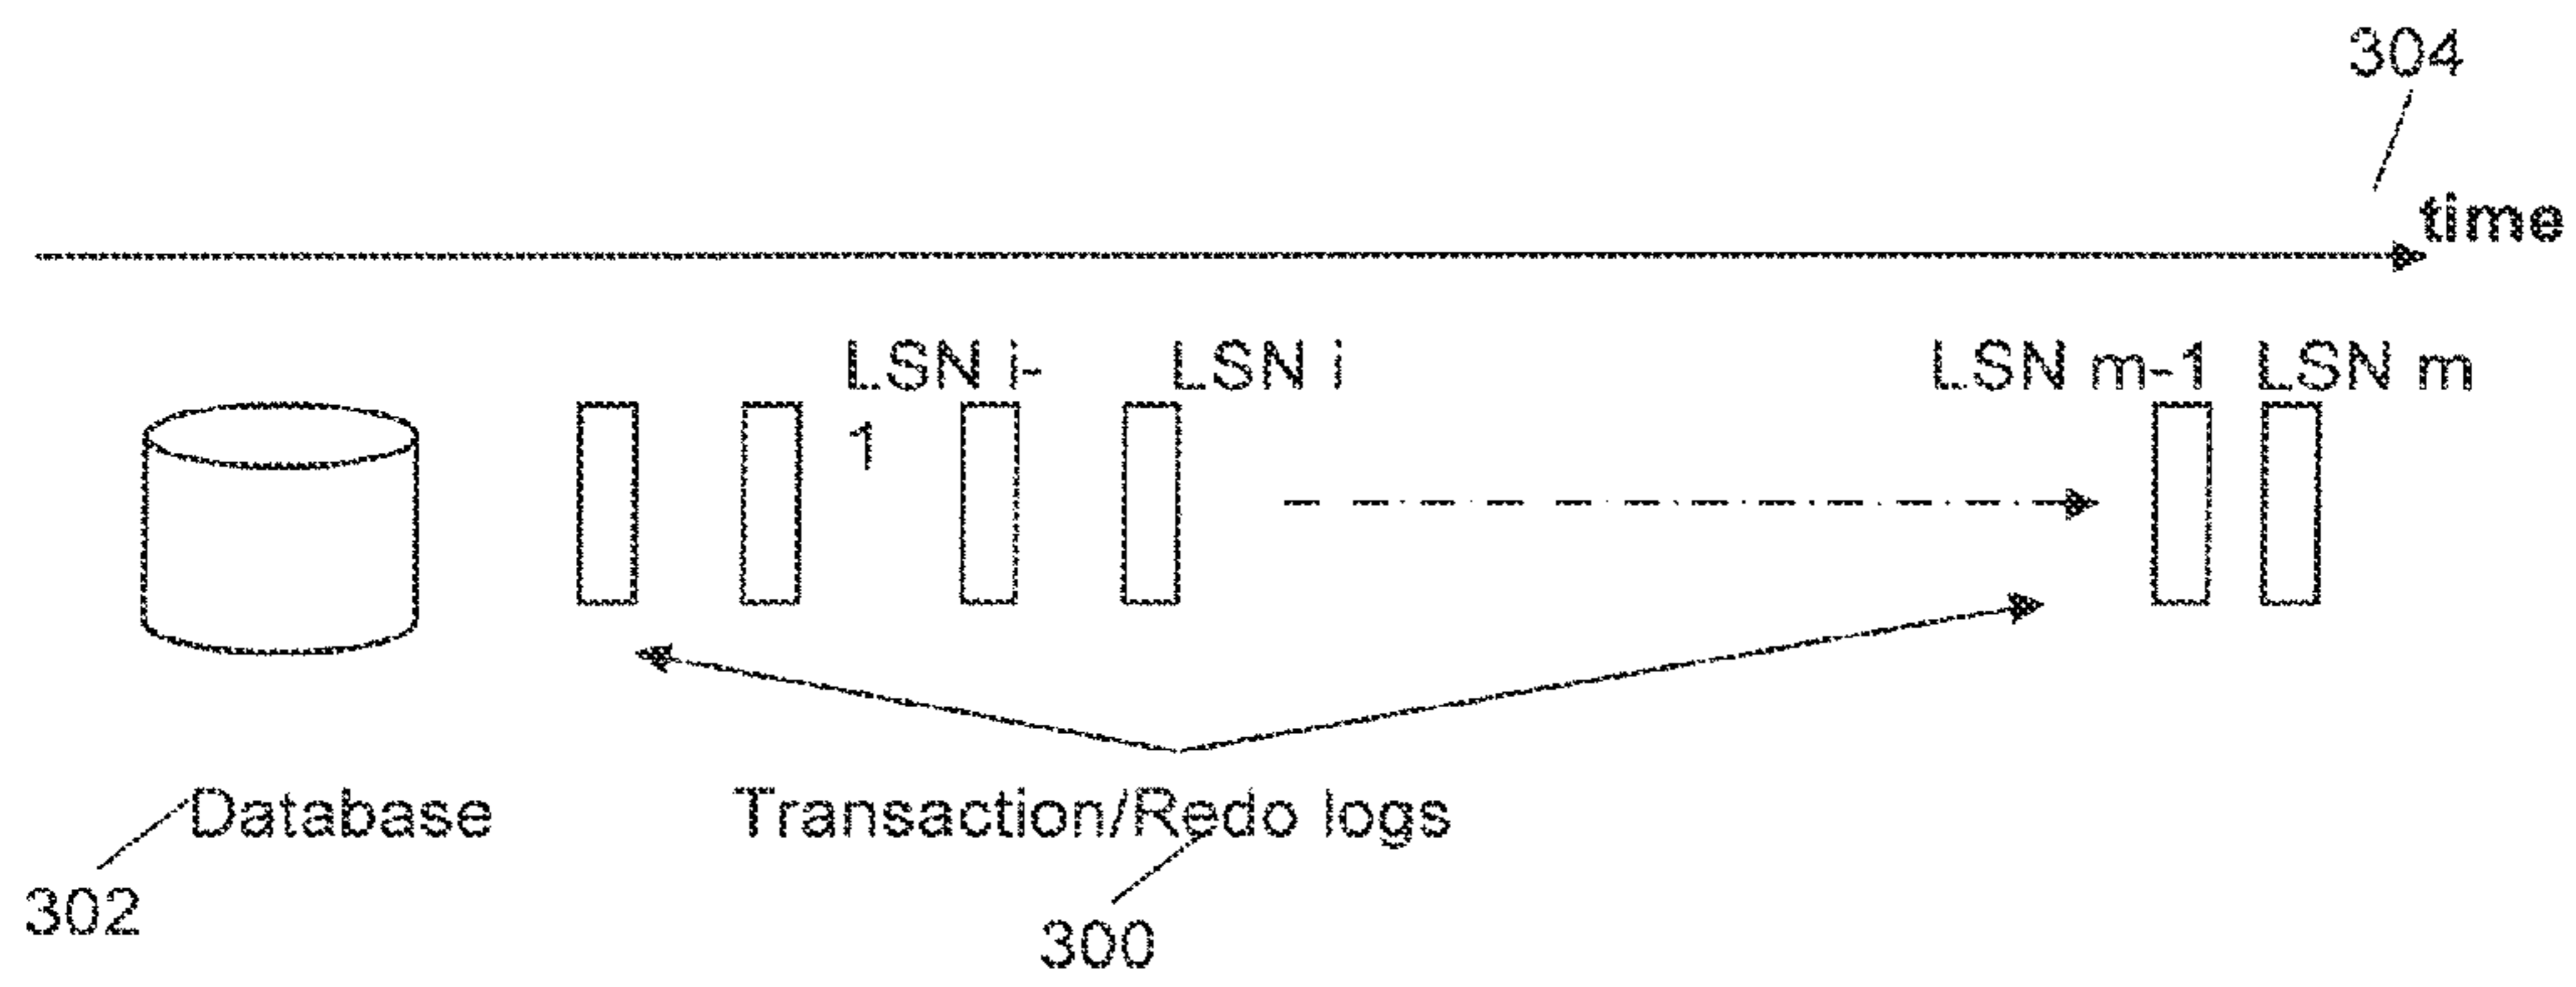 304
time
LSN i-
1
LSN i
LSN m-1
LSN m
Database
Transaction/Redo logs
302
300